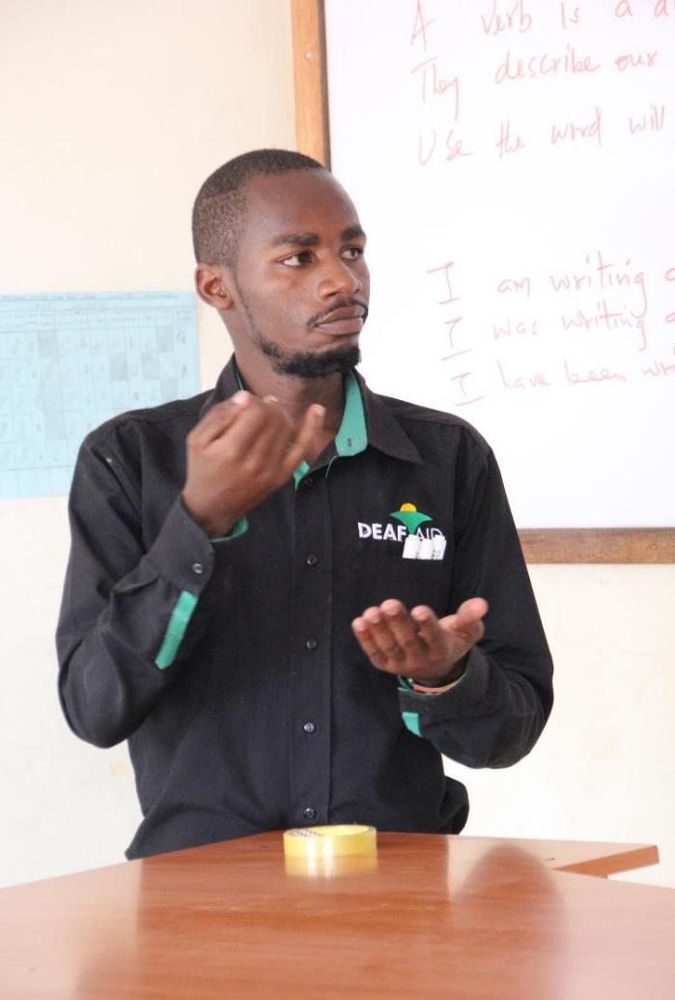 A verb is a
They describe our
Use the word will
I am writing
I was writing
I have been
DEAF AID